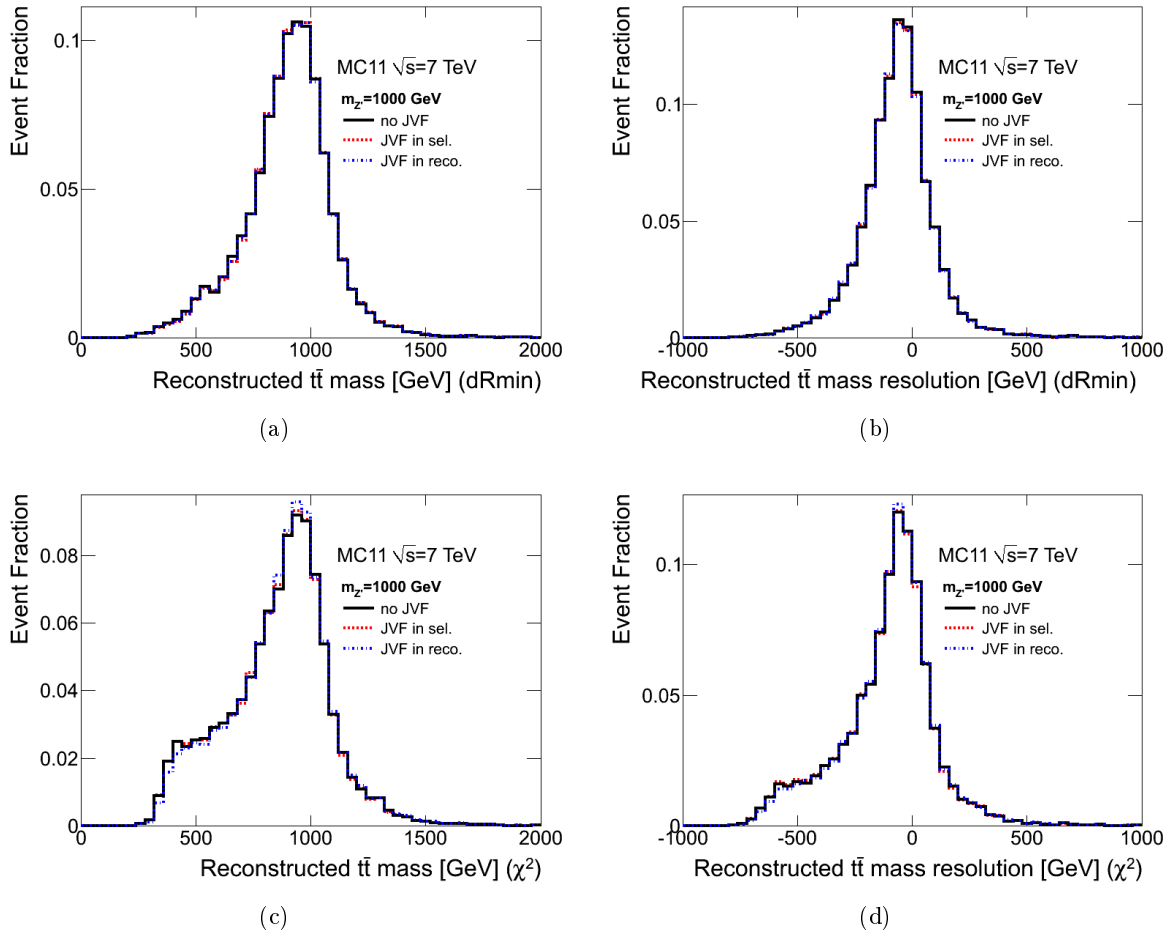 Event Fraction
0.1
0.05
0
MC11 √s=7 TeV
m_Z'=1000 GeV
no JVF
JVF in sel.
JVF in reco.
0 500 1000 1500 2000
Reconstructed tt̄ mass [GeV] (dRmin)
(a)
Event Fraction
0.1
0.05
0
MC11 √s=7 TeV
m_Z'=1000 GeV
no JVF
JVF in sel.
JVF in reco.
-1000 -500 0 500 1000
Reconstructed tt̄ mass resolution [GeV] (dRmin)
(b)
Event Fraction
0.08
0.06
0.04
0.02
0
MC11 √s=7 TeV
m_Z'=1000 GeV
no JVF
JVF in sel.
JVF in reco.
0 500 1000 1500 2000
Reconstructed tt̄ mass [GeV] (χ²)
(c)
Event Fraction
0.1
0.05
0
MC11 √s=7 TeV
m_Z'=1000 GeV
no JVF
JVF in sel.
JVF in reco.
-1000 -500 0 500 1000
Reconstructed tt̄ mass resolution [GeV] (χ²)
(d)